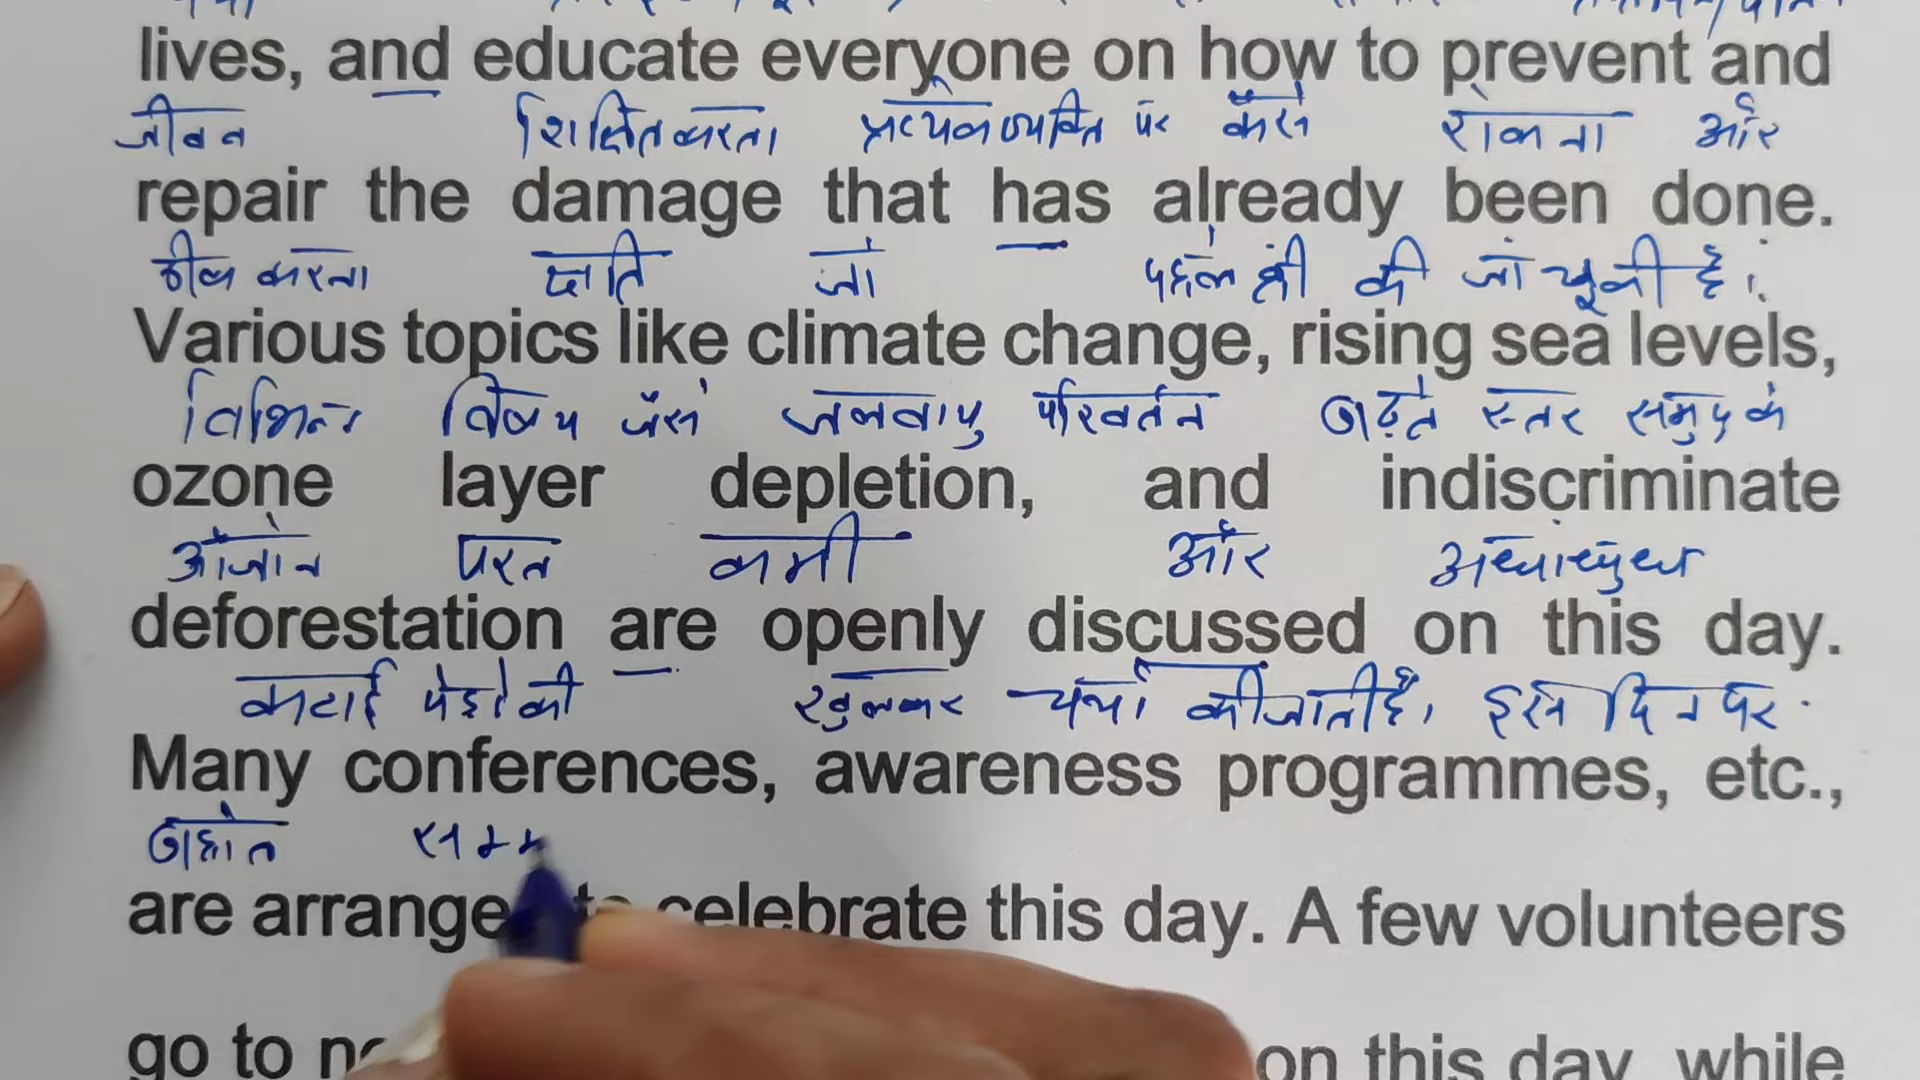 lives, and educate everyone on how to prevent and
जीवन शिक्षित करना प्रत्येक व्यक्ति पर कैसे रोकना और
repair the damage that has already been done.
ठीक करना क्षति जो पहले ही की जो चूकी है।
Various topics like climate change, rising sea levels,
विभिन्न विषय जैसे जलवायु परिवर्तन बढ़ते स्तर समुद्र के
ozone layer depletion, and indiscriminate
ओजोन परत कमी और अंधाधुंध
deforestation are openly discussed on this day.
कटाई पेड़ो की खुलकर चर्चा की जाती है। इस दिन पर
Many conferences, awareness programmes, etc.,
बहोत सम्म
are arrange celebrate this day. A few volunteers
go to on this day, while